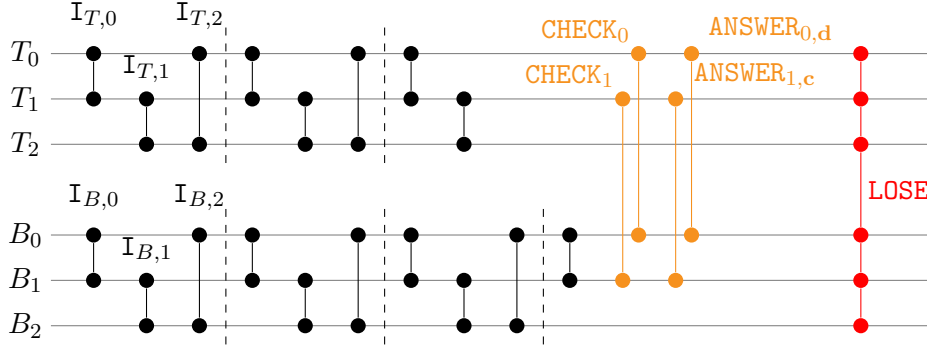 I_{T,0} I_{T,2}
CHECK_0 ANSWER_{0,d}
T_0
I_{T,1}
CHECK_1 ANSWER_{1,c}
T_1
T_2
I_{B,0} I_{B,2} LOSE
B_0
I_{B,1}
B_1
B_2